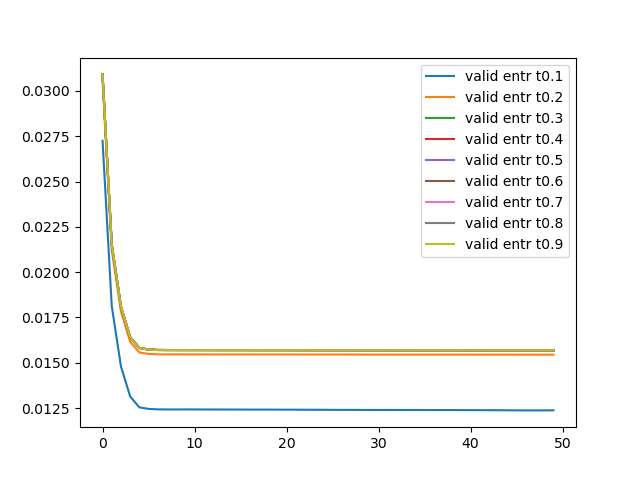 0.0300
0.0275
0.0250
0.0225
0.0200
0.0175
0.0150
0.0125
0
10
20
30
40
50
valid entr t0.1
valid entr t0.2
valid entr t0.3
valid entr t0.4
valid entr t0.5
valid entr t0.6
valid entr t0.7
valid entr t0.8
valid entr t0.9